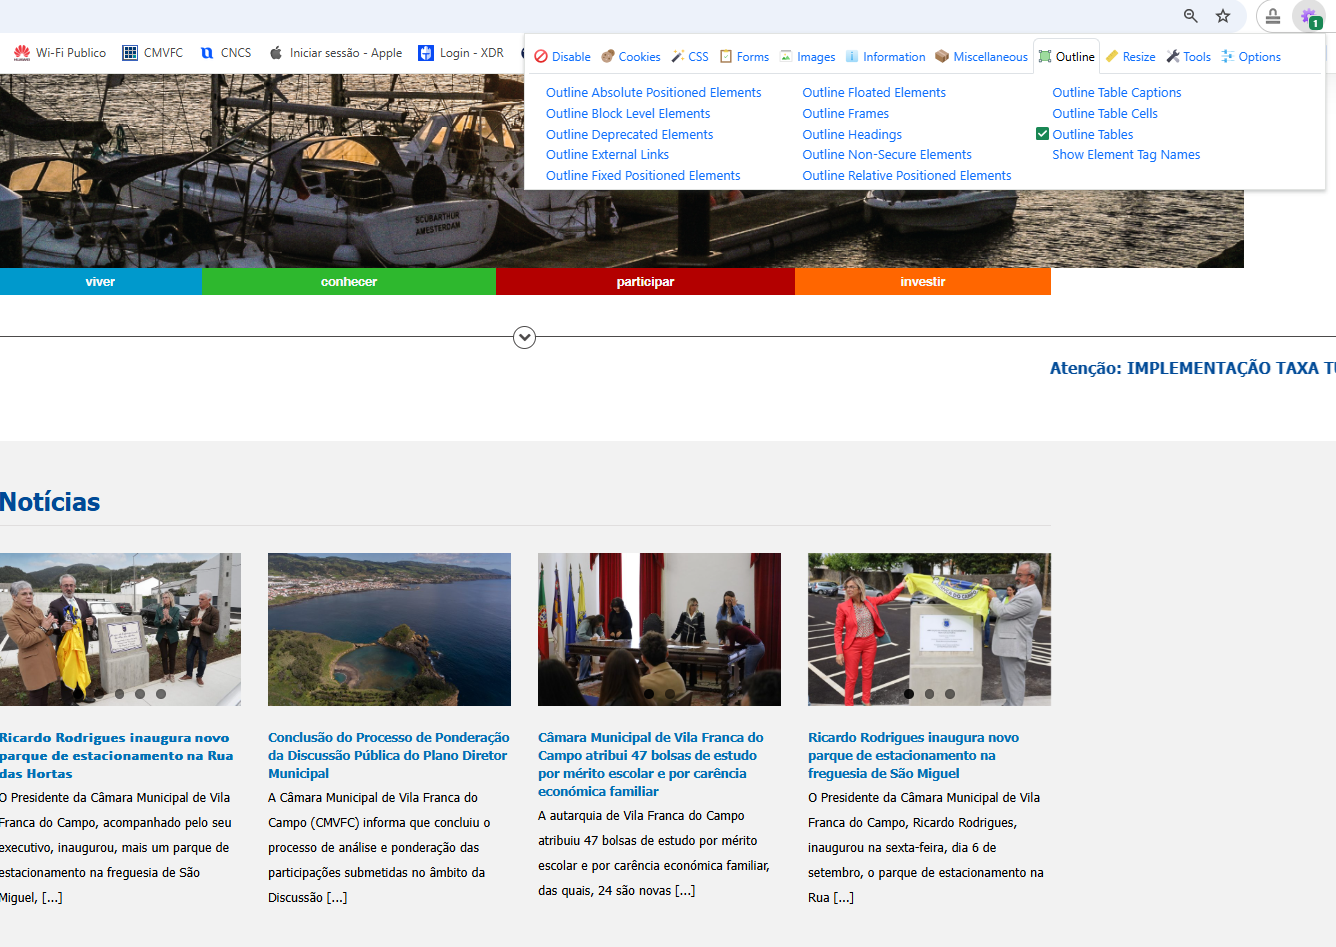 Wi-Fi Publico
CMVFC
CNCS
Iniciar sessão - Apple
Login - XDR
1
Disable
Cookies
CSS
Forms
Images
Information
Miscellaneous
Outline
Resize
Tools
Options
Outline Absolute Positioned Elements
Outline Block Level Elements
Outline Deprecated Elements
Outline External Links
Outline Fixed Positioned Elements
Outline Floated Elements
Outline Frames
Outline Headings
Outline Non-Secure Elements
Outline Relative Positioned Elements
Outline Table Captions
Outline Table Cells
Outline Tables
Show Element Tag Names
SCUBARTHUR
AMSTERDAM
viver
conhecer
participar
investir
Atenção: IMPLEMENTAÇÃO TAXA TU
Notícias
Ricardo Rodrigues inaugura novo
parque de estacionamento na Rua
das Hortas
O Presidente da Câmara Municipal de Vila
Franca do Campo, acompanhado pelo seu
executivo, inaugurou, mais um parque de
estacionamento na freguesia de São
Miguel, [...]
Conclusão do Processo de Ponderação
da Discussão Pública do Plano Diretor
Municipal
A Câmara Municipal de Vila Franca do
Campo (CMVFC) informa que concluiu o
processo de análise e ponderação das
participações submetidas no âmbito da
Discussão [...]
Câmara Municipal de Vila Franca do
Campo atribui 47 bolsas de estudo
por mérito escolar e por carência
económica familiar
A autarquia de Vila Franca do Campo
atribuiu 47 bolsas de estudo por mérito
escolar e por carência económica familiar,
das quais, 24 são novas [...]
Ricardo Rodrigues inaugura novo
parque de estacionamento na
freguesia de São Miguel
O Presidente da Câmara Municipal de Vila
Franca do Campo, Ricardo Rodrigues,
inaugurou na sexta-feira, dia 6 de
setembro, o parque de estacionamento na
Rua [...]